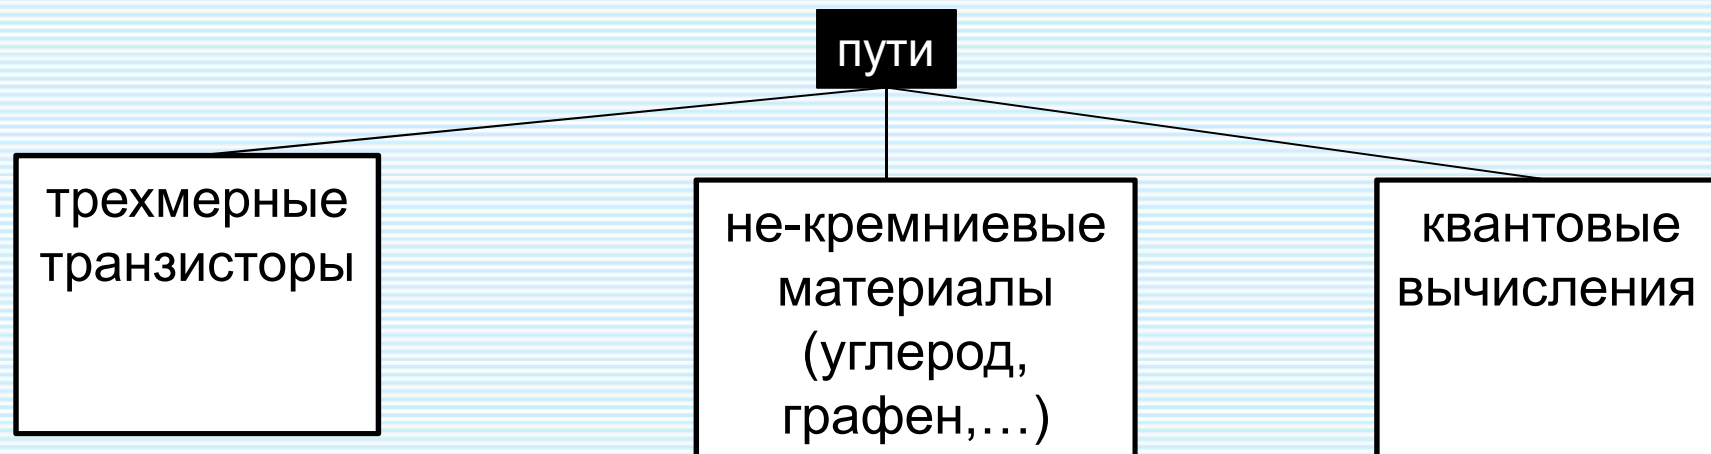 пути
трехмерные
транзисторы
не-кремниевые
материалы
(углерод,
графен,...)
квантовые
вычисления